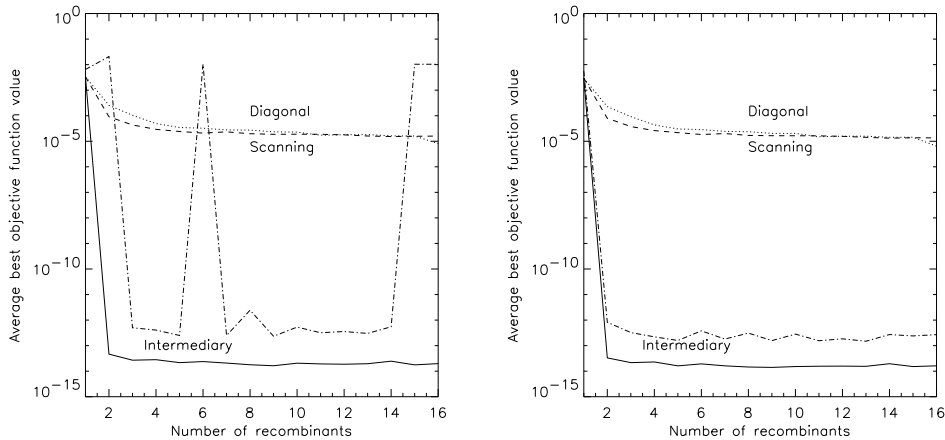 Average best objective function value
10^0
10^-5
10^-10
10^-15
Diagonal
Scanning
Intermediary
2 4 6 8 10 12 14 16
Number of recombinants
Average best objective function value
10^0
10^-5
10^-10
10^-15
Diagonal
Scanning
Intermediary
2 4 6 8 10 12 14 16
Number of recombinants